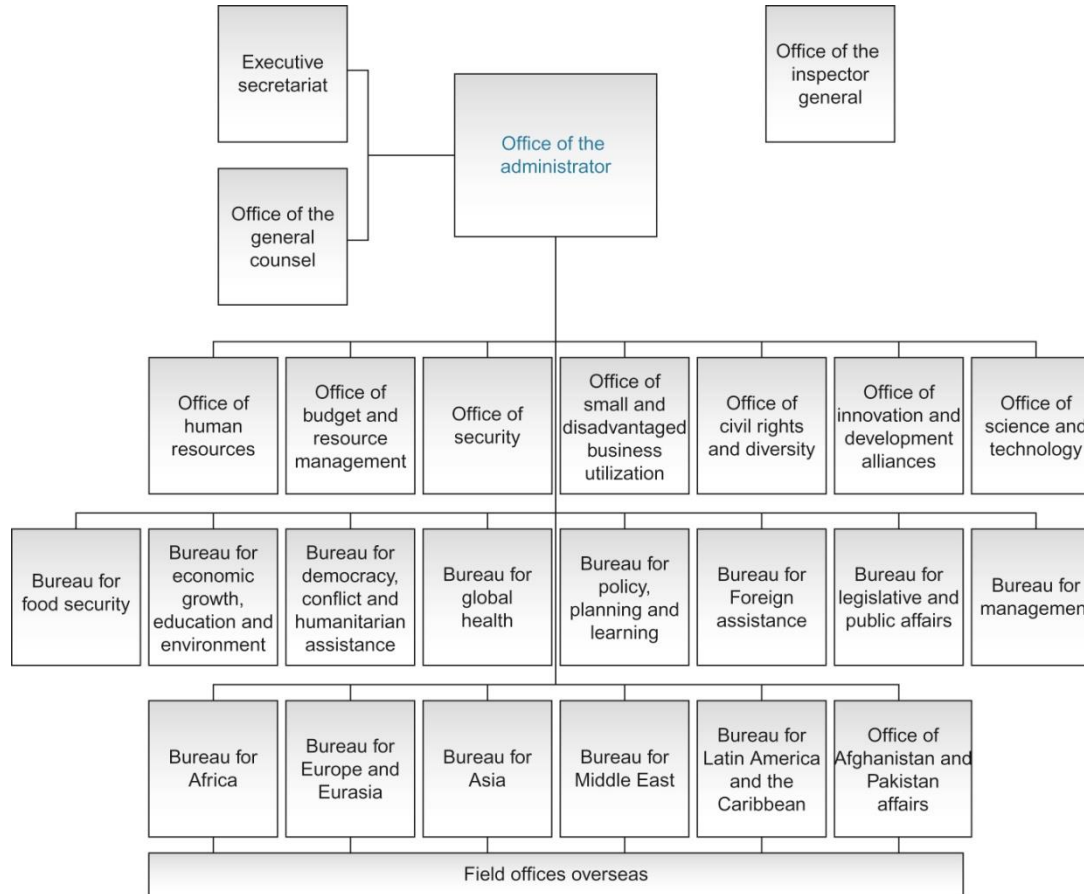 Executive
secretariat
Office of the
inspector
general
Office of the
administrator
Office of the
general
counsel
Office of
human
resources
Office of
budget and
resource
management
Office of
security
Office of
small and
disadvantaged
business
utilization
Office of
civil rights
and diversity
Office of
innovation and
development
alliances
Office of
science and
technology
Bureau for
food security
Bureau for
economic
growth,
education and
environment
Bureau for
democracy,
conflict and
humanitarian
assistance
Bureau for
global
health
Bureau for
policy,
planning and
learning
Bureau for
Foreign
assistance
Bureau for
legislative and
public affairs
Bureau for
management
Bureau for
Africa
Bureau for
Europe and
Eurasia
Bureau for
Asia
Bureau for
Middle East
Bureau for
Latin America
and the
Caribbean
Office of
Afghanistan and
Pakistan
affairs
Field offices overseas